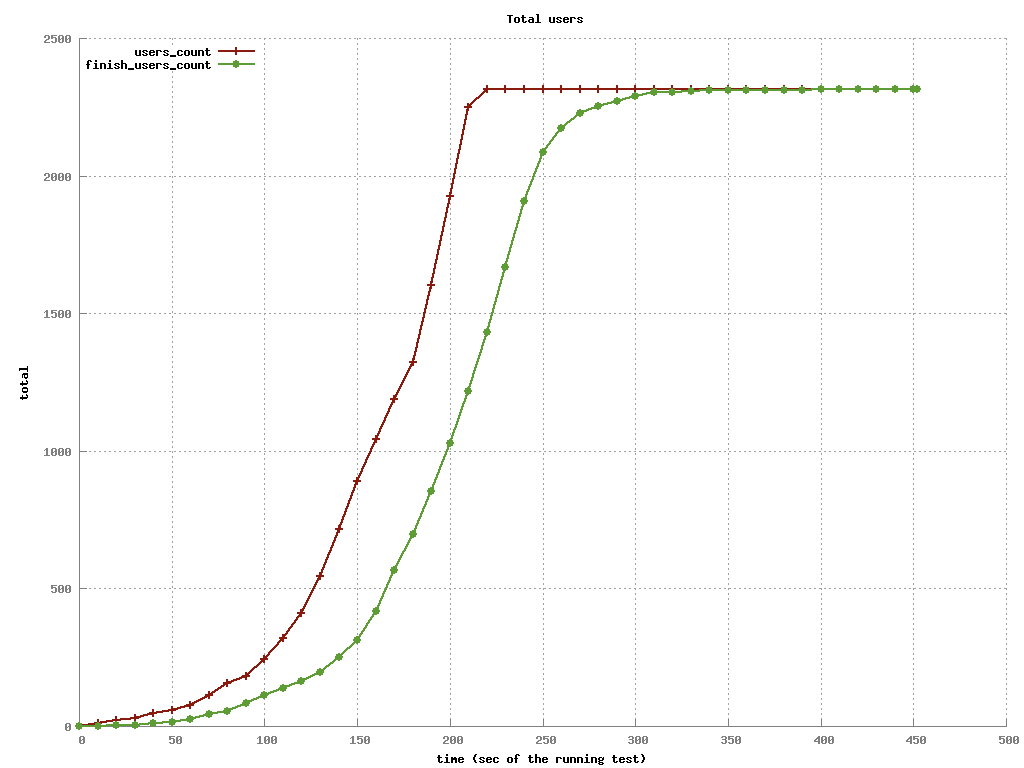 Total users
users_count
finish_users_count
2500
2000
1500
1000
500
0
total
0 50 100 150 200 250 300 350 400 450 500
time (sec of the running test)